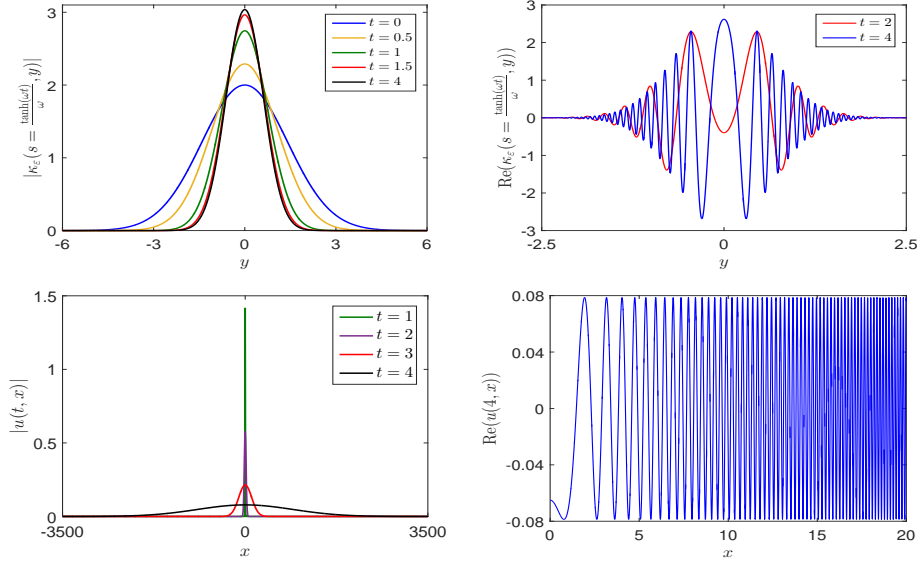 |κ_ε(s = tanh(ωt)/ω, y)|
3
2
1
0
-6
-3
0
3
6
y
t = 0
t = 0.5
t = 1
t = 1.5
t = 4
Re(κ_ε(s = tanh(ωt)/ω, y))
3
2
1
0
-1
-2
-3
-2.5
0
2.5
y
t = 2
t = 4
|u(t, x)|
1.5
1
0.5
0
-3500
0
3500
x
t = 1
t = 2
t = 3
t = 4
Re(u(4, x))
0.08
0.04
0
-0.04
-0.08
0
5
10
15
20
x